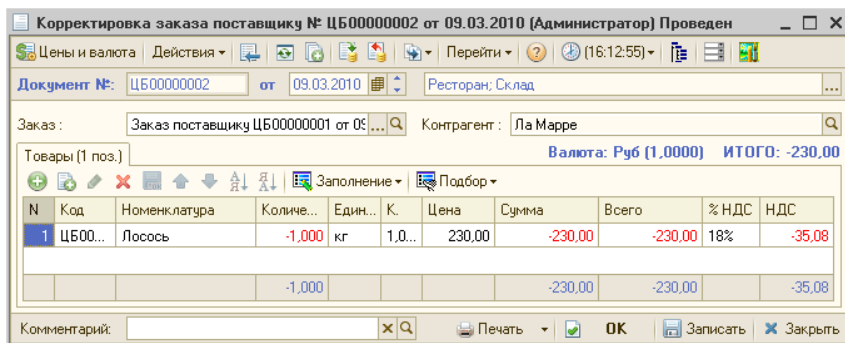 Корректировка заказа поставщику № ЦБ00000002 от 09.03.2010 (Администратор) Проведен
Цены и валюта Действия Перейти (16:12:55)
Документ №: ЦБ00000002 от 09.03.2010 Ресторан; Склад ...
Заказ : Заказ поставщику ЦБ00000001 от 09 ... Контрагент : Ла Марре
Товары (1 поз.) Валюта: Руб (1,0000) ИТОГО: -230,00
Заполнение Подбор
N Код Номенклатура Количе... Един... К. Цена Сумма Всего % НДС НДС
1 ЦБ00... Лосось -1,000 кг 1,0... 230,00 -230,00 -230,00 18% -35,08
-1,000 -230,00 -230,00 -35,08
Комментарий: Печать OK Записать Закрыть